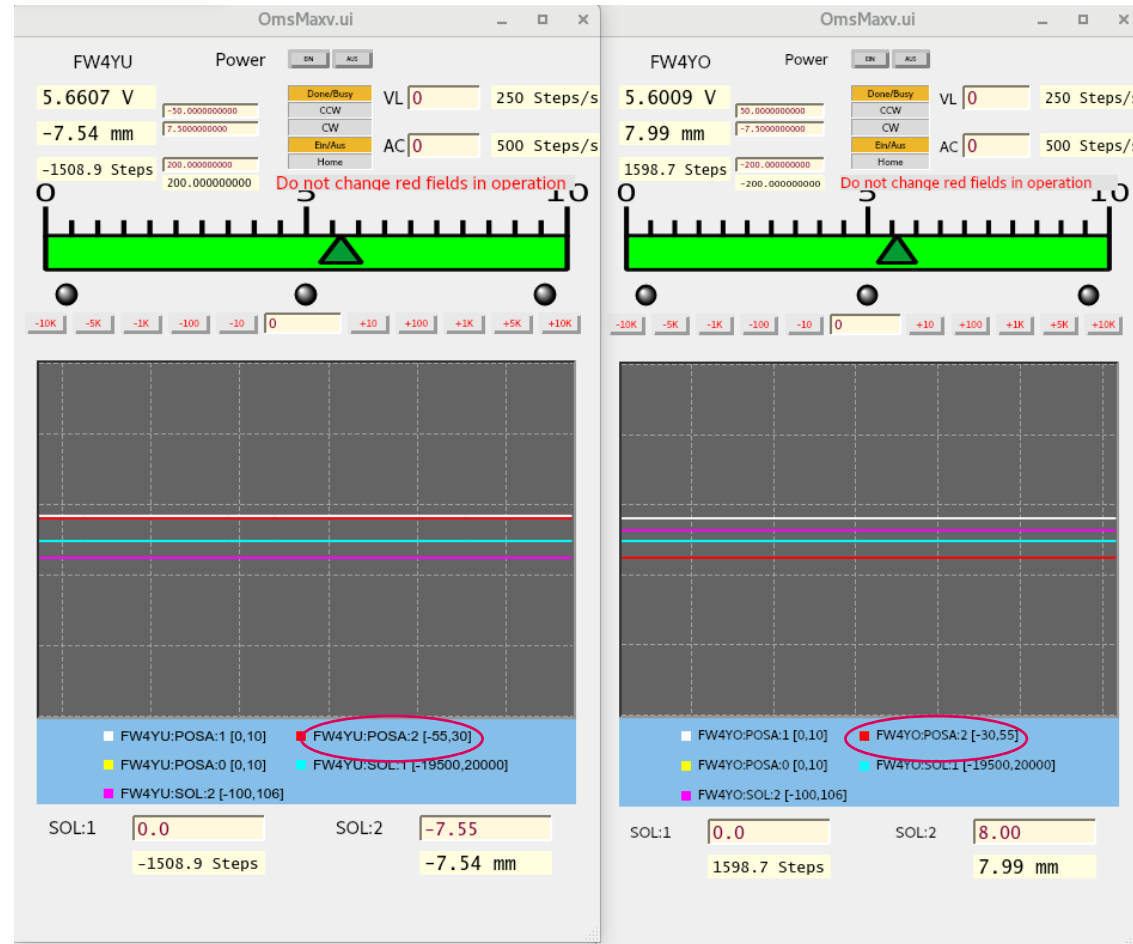 OmsMaxv.ui
FW4YU Power EIN AUS
5.6607 V
-7.54 mm
-1508.9 Steps
-50.0000000000
7.5000000000
200.000000000
200.000000000
Done/Busy
CCW
CW
Ein/Aus
Home
VL 0 250 Steps/s
AC 0 500 Steps/s
Do not change red fields in operation
0 5 10
-10K -5K -1K -100 -10 0 +10 +100 +1K +5K +10K
FW4YU:POSA:1 [0,10] FW4YU:POSA:2 [-55,30]
FW4YU:POSA:0 [0,10] FW4YU:SOL:1 [-19500,20000]
FW4YU:SOL:2 [-100,106]
SOL:1 0.0 SOL:2 -7.55
-1508.9 Steps -7.54 mm
OmsMaxv.ui
FW4YO Power EIN AUS
5.6009 V
7.99 mm
1598.7 Steps
50.0000000000
-7.5000000000
-200.000000000
-200.000000000
Done/Busy
CCW
CW
Ein/Aus
Home
VL 0 250 Steps/
AC 0 500 Steps/
Do not change red fields in operation
0 5 10
-10K -5K -1K -100 -10 0 +10 +100 +1K +5K +10K
FW4YO:POSA:1 [0,10] FW4YO:POSA:2 [-30,55]
FW4YO:POSA:0 [0,10] FW4YO:SOL:1 [-19500,20000]
FW4YO:SOL:2 [-100,106]
SOL:1 0.0 SOL:2 8.00
1598.7 Steps 7.99 mm